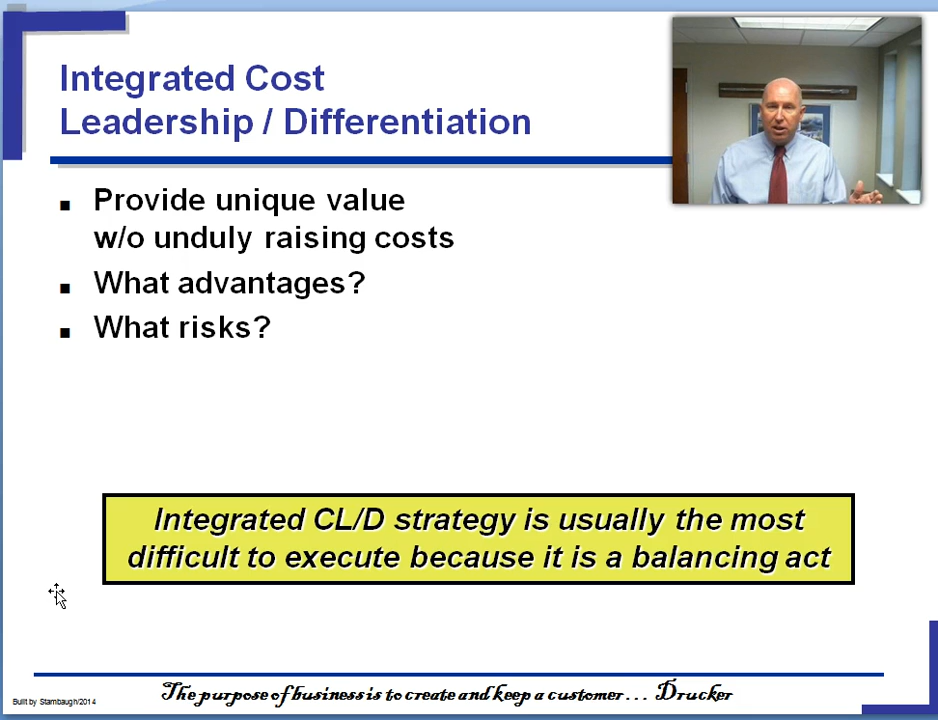 Integrated Cost
Leadership / Differentiation
Provide unique value
w/o unduly raising costs
What advantages?
What risks?
Integrated CL/D strategy is usually the most
difficult to execute because it is a balancing act
The purpose of business is to create and keep a customer . . . Drucker
Built by Stambaugh/2014